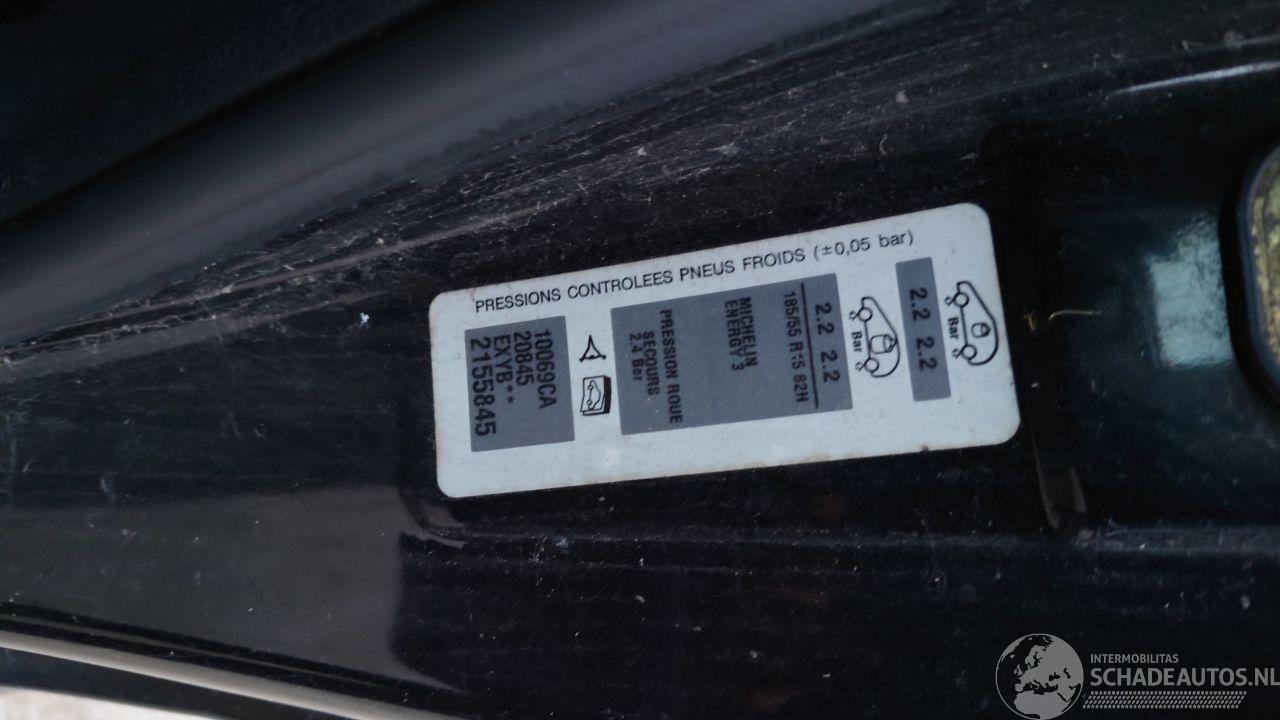 PRESSIONS CONTROLEES PNEUS FROIDS (±0,05 bar)
Bar
2.2 2.2
Bar
2.2 2.2
185/55 R 15 82H
MICHELIN
ENERGY 3
PRESSION ROUE
SECOURS
2.4 Bar
10069CA
20845
EXYB**
2155845
INTERMOBILITAS
SCHADEAUTOS.NL